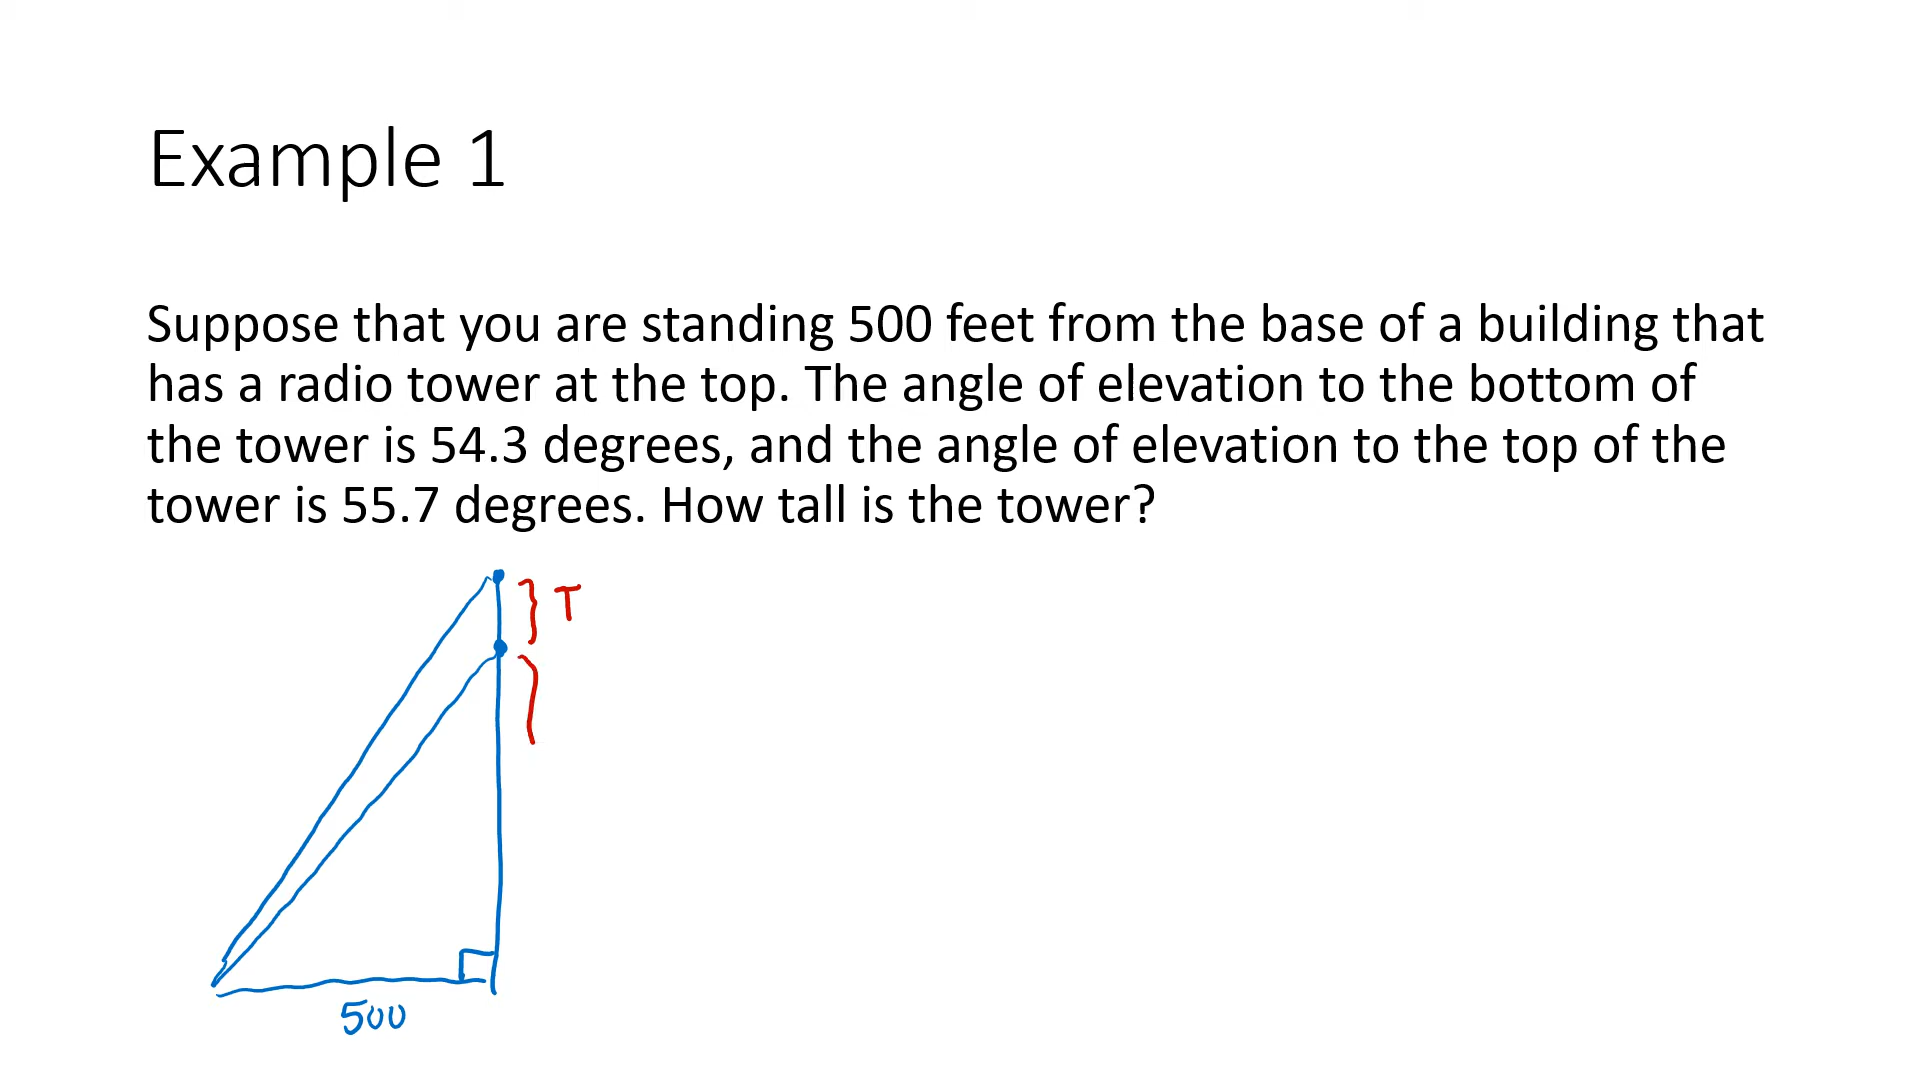 Example 1
Suppose that you are standing 500 feet from the base of a building that
has a radio tower at the top. The angle of elevation to the bottom of
the tower is 54.3 degrees, and the angle of elevation to the top of the
tower is 55.7 degrees. How tall is the tower?
T
500